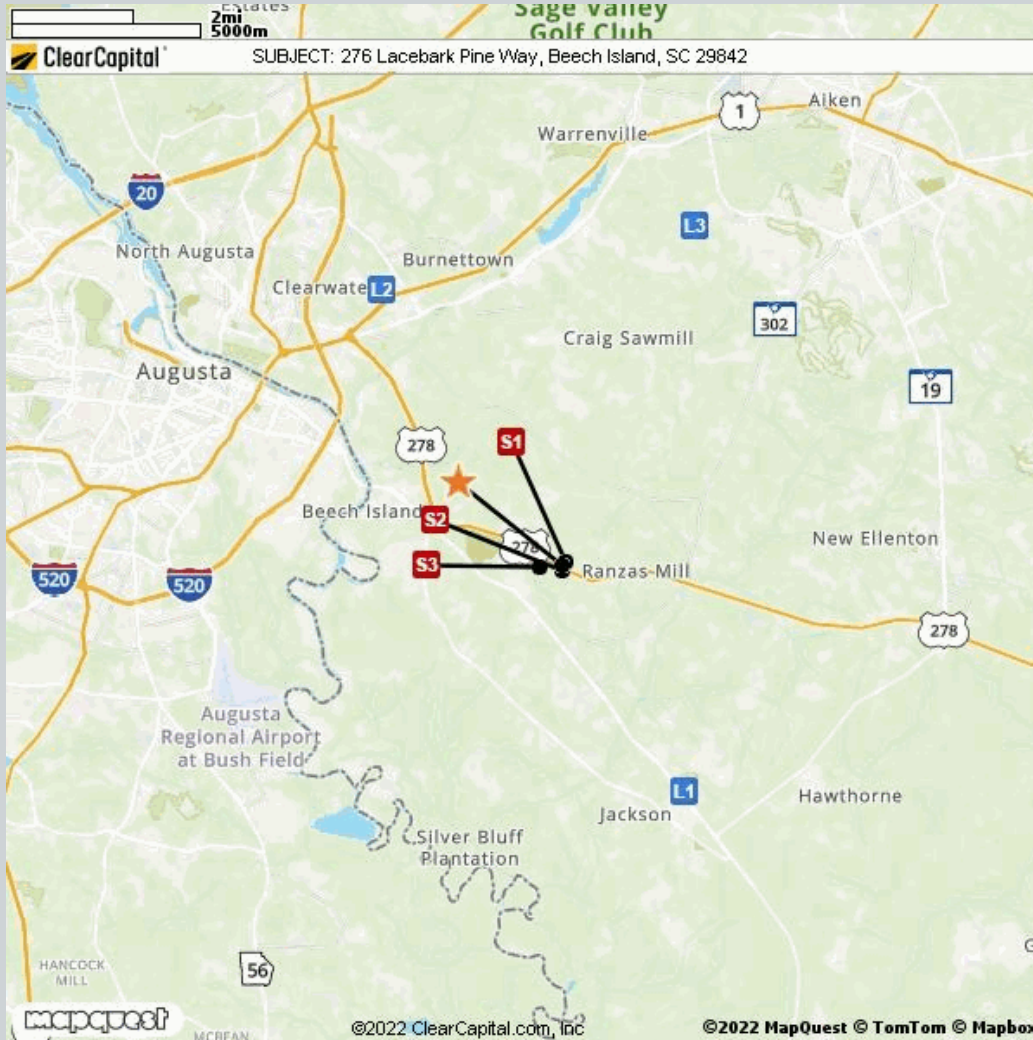 Estates
2mi
5000m
Sage Valley
Golf Club
ClearCapital
SUBJECT: 276 Lacebark Pine Way, Beech Island, SC 29842
1
Aiken
Warrenville
20
L3
North Augusta
Burnettown
Clearwate
L2
302
Craig Sawmill
Augusta
19
278
S1
Beech Island
S2
278
New Ellenton
S3
Ranzas Mill
520
520
278
Augusta
Regional Airport
at Bush Field
L1
Hawthorne
Jackson
Silver Bluff
Plantation
HANCOCK
MILL
56
mapquest
MCBEAN
©2022 ClearCapital.com, Inc
©2022 MapQuest © TomTom © Mapbox